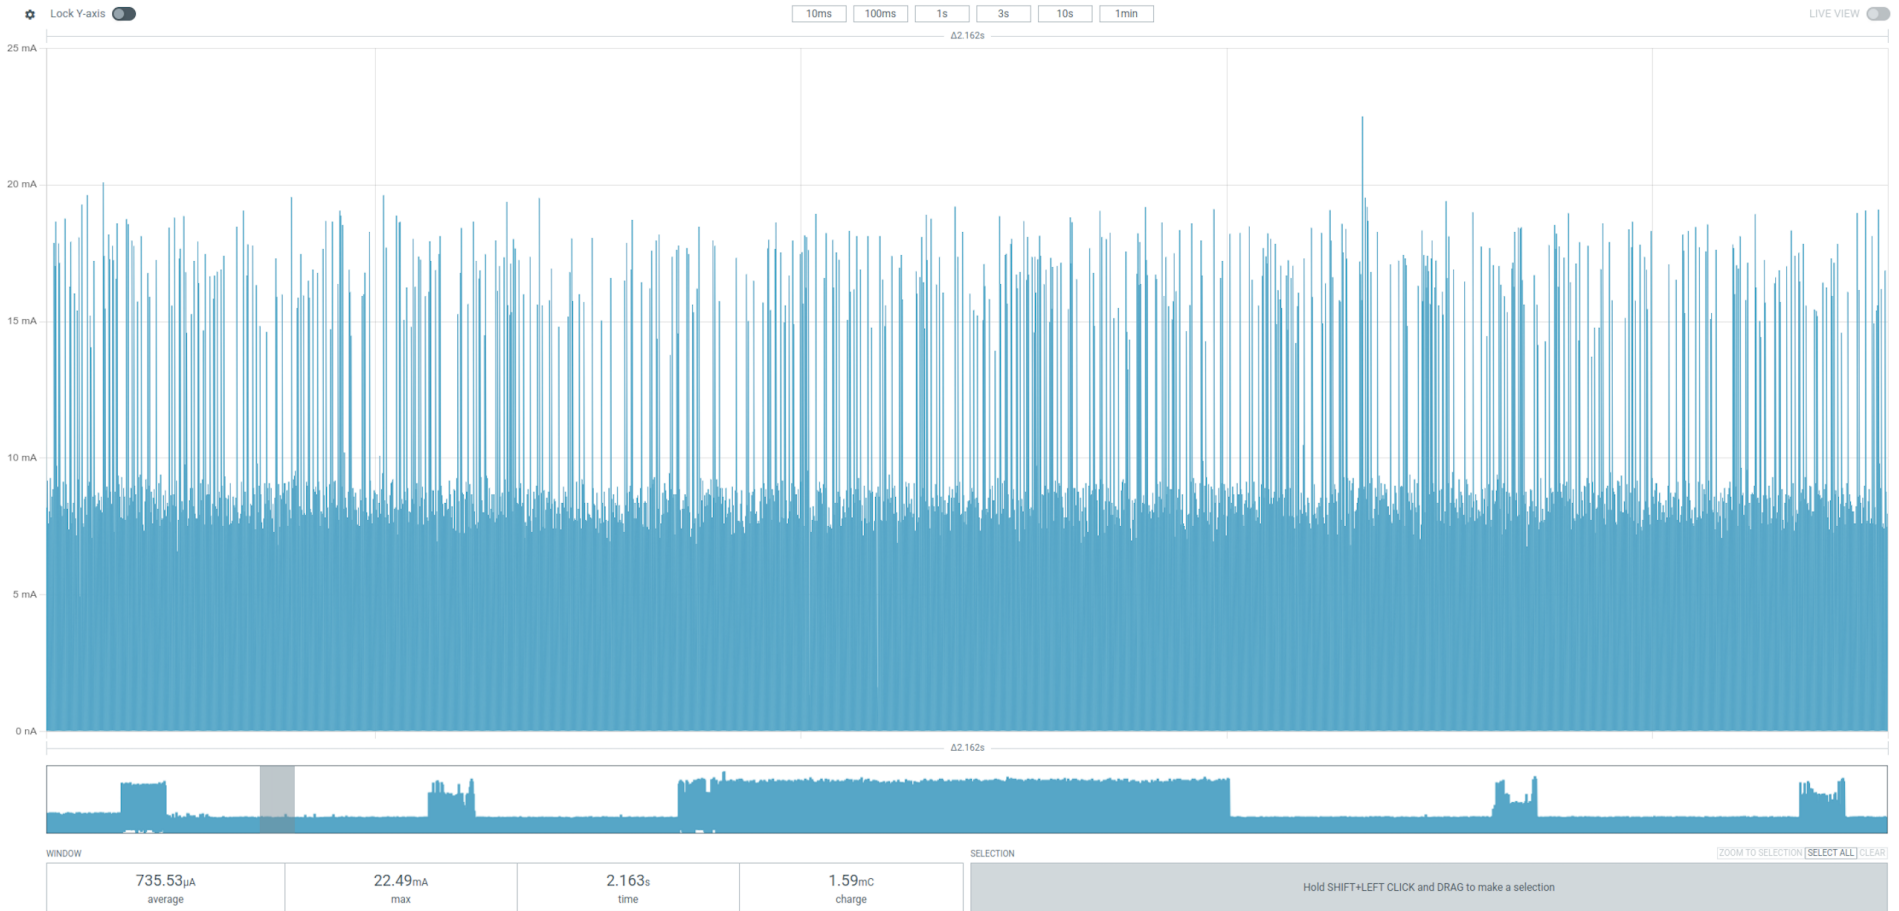 Lock Y-axis
10ms 100ms 1s 3s 10s 1min
LIVE VIEW
Δ2.162s
25 mA
20 mA
15 mA
10 mA
5 mA
0 nA
Δ2.162s
WINDOW
735.53μA
average
22.49mA
max
2.163s
time
1.59mC
charge
SELECTION
ZOOM TO SELECTION SELECT ALL CLEAR
Hold SHIFT+LEFT CLICK and DRAG to make a selection